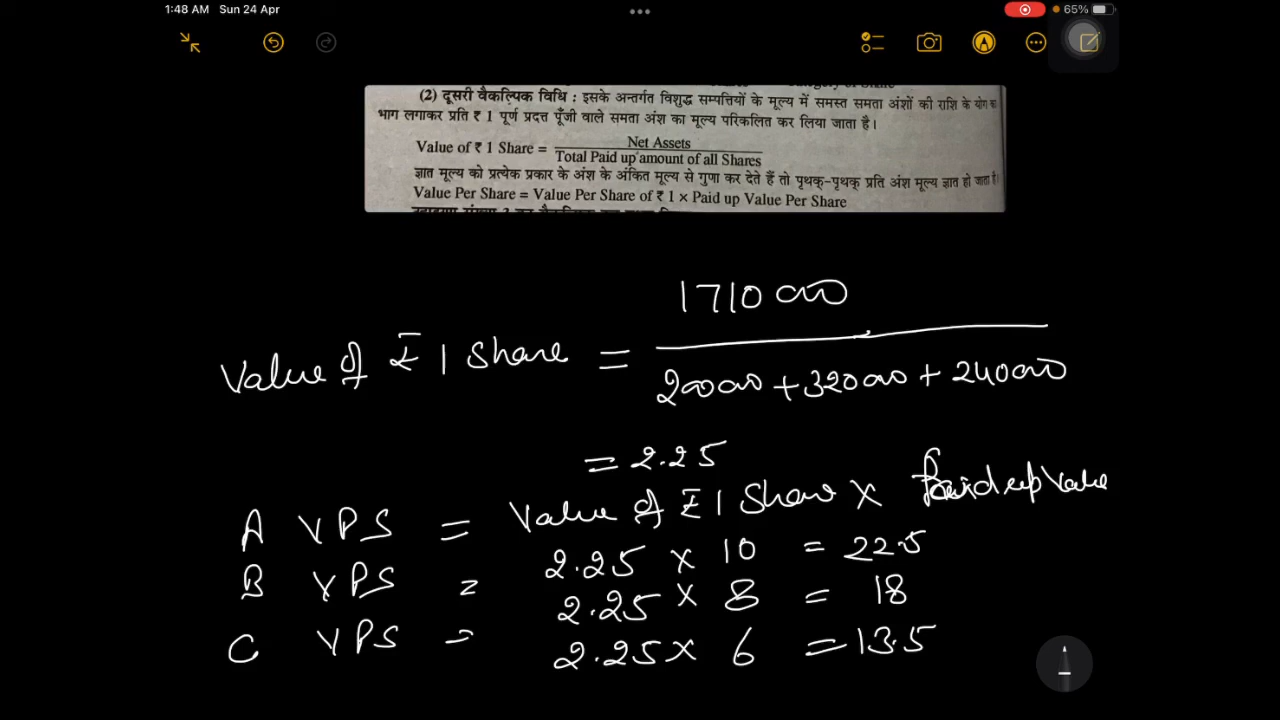 1:48 AM Sun 24 Apr
65%
(2) दूसरी वैकल्पिक विधि : इसके अन्तर्गत विशुद्ध सम्पत्तियों के मूल्य में समस्त समता अंशों की राशि के योग का
भाग लगाकर प्रति ₹ 1 पूर्ण प्रदत्त पूँजी वाले समता अंश का मूल्य परिकलित कर लिया जाता है।
Value of ₹ 1 Share = Net Assets
Total Paid up amount of all Shares
ज्ञात मूल्य को प्रत्येक प्रकार के अंश के अंकित मूल्य से गुणा कर देते हैं तो पृथक्-पृथक् प्रति अंश मूल्य ज्ञात हो जाता है।
Value Per Share = Value Per Share of ₹ 1 × Paid up Value Per Share
1710000
Value of ₹ 1 Share =
200000 + 320000 + 240000
= 2.25
A VPS = Value of ₹ 1 Share × Paid up Value
2.25 × 10 = 22.5
B VPS = 2.25 × 8 = 18
C VPS = 2.25 × 6 = 13.5